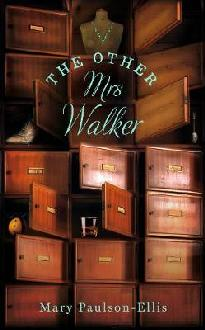 THE OTHER
Mrs
Walker
Mary Paulson-Ellis